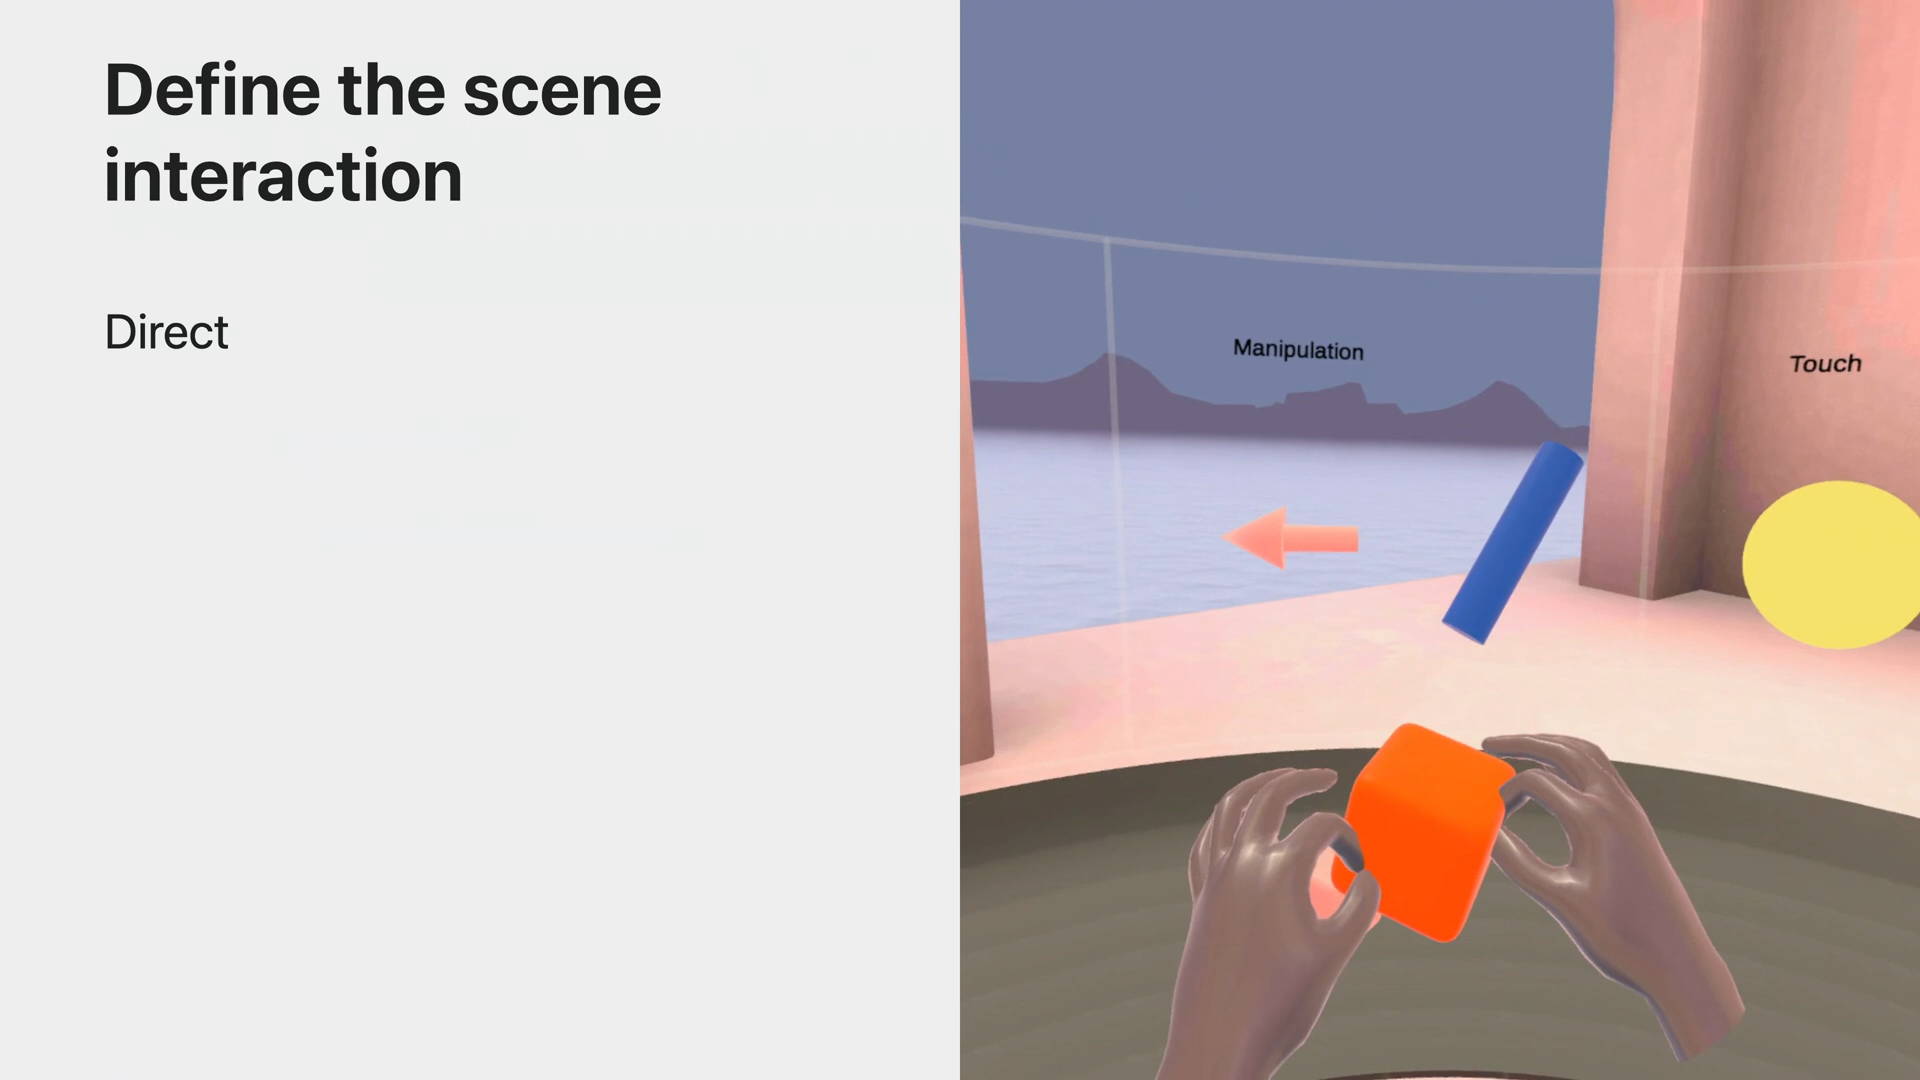 Define the scene
interaction
Direct
Manipulation
Touch